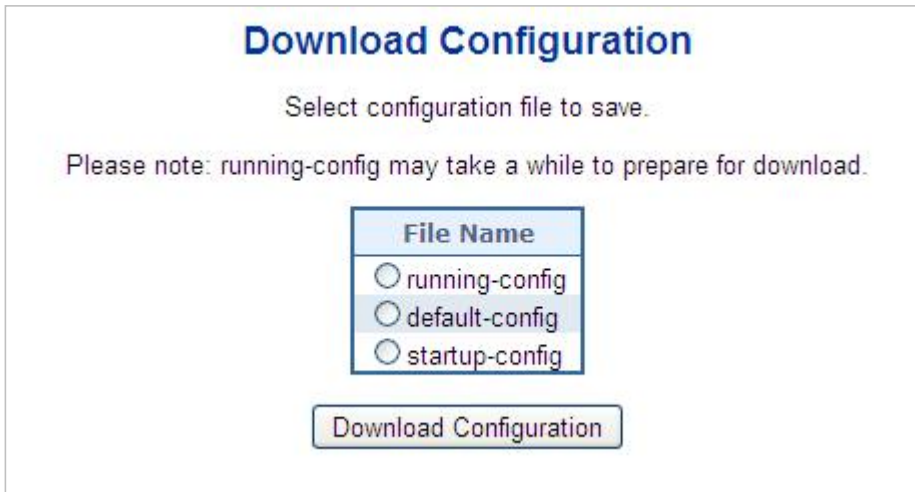 Download Configuration
Select configuration file to save.
Please note: running-config may take a while to prepare for download.
File Name
running-config
default-config
startup-config
Download Configuration